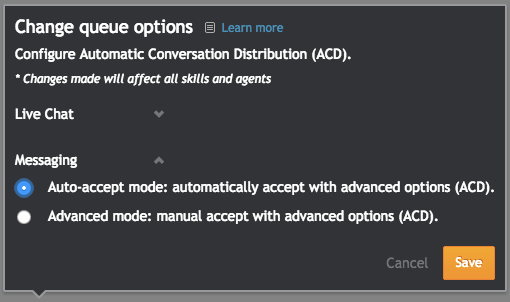 Change queue options Learn more
Configure Automatic Conversation Distribution (ACD).
* Changes made will affect all skills and agents
Live Chat
Messaging
Auto-accept mode: automatically accept with advanced options (ACD).
Advanced mode: manual accept with advanced options (ACD).
Cancel Save